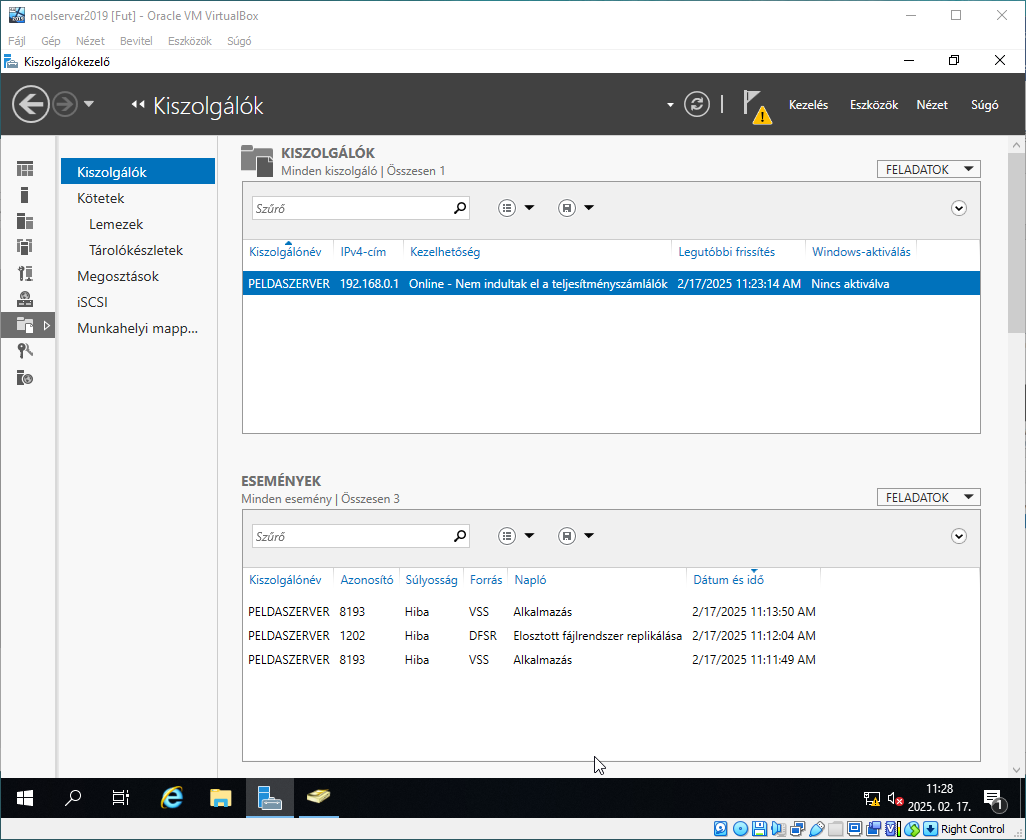 noelserver2019 [Fut] - Oracle VM VirtualBox
Fájl Gép Nézet Bevitel Eszközök Súgó
Kiszolgálókezelő
Kiszolgálók
Kezelés Eszközök Nézet Súgó
Kiszolgálók
Kötetek
Lemezek
Tárolókészletek
Megosztások
iSCSI
Munkahelyi mapp...
KISZOLGÁLÓK
Minden kiszolgáló | Összesen 1
FELADATOK
Szűrő
Kiszolgálónév IPv4-cím Kezelhetőség Legutóbbi frissítés Windows-aktiválás
PELDASZERVER 192.168.0.1 Online - Nem indultak el a teljesítményszámlálók 2/17/2025 11:23:14 AM Nincs aktiválva
ESEMÉNYEK
Minden esemény | Összesen 3
FELADATOK
Szűrő
Kiszolgálónév Azonosító Súlyosság Forrás Napló Dátum és idő
PELDASZERVER 8193 Hiba VSS Alkalmazás 2/17/2025 11:13:50 AM
PELDASZERVER 1202 Hiba DFSR Elosztott fájlrendszer replikálása 2/17/2025 11:12:04 AM
PELDASZERVER 8193 Hiba VSS Alkalmazás 2/17/2025 11:11:49 AM
11:28
2025. 02. 17.
1
Right Control